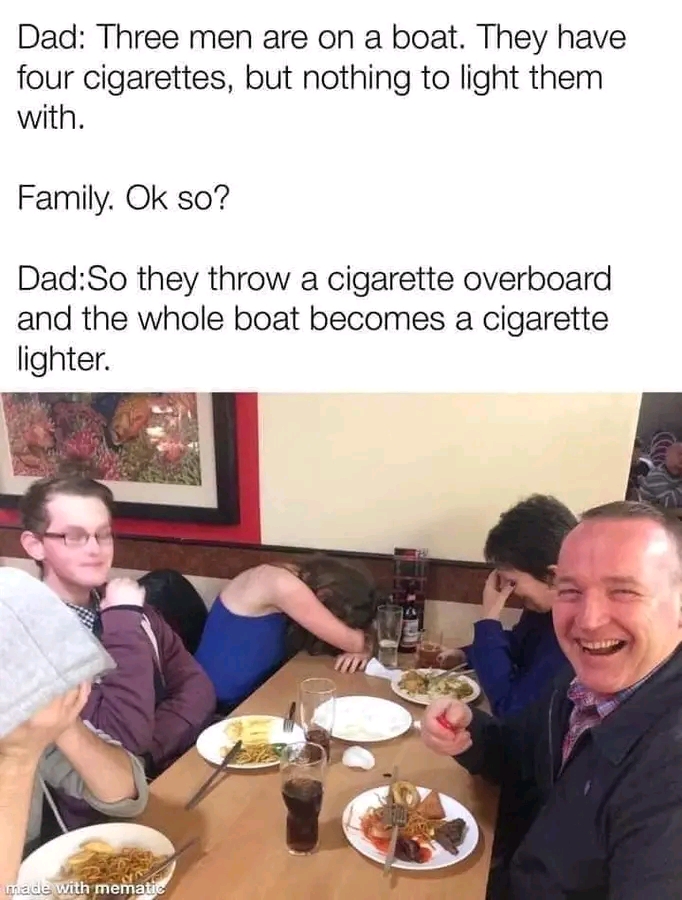 Dad: Three men are on a boat. They have
four cigarettes, but nothing to light them
with.
Family. Ok so?
Dad:So they throw a cigarette overboard
and the whole boat becomes a cigarette
lighter.
made with mematic